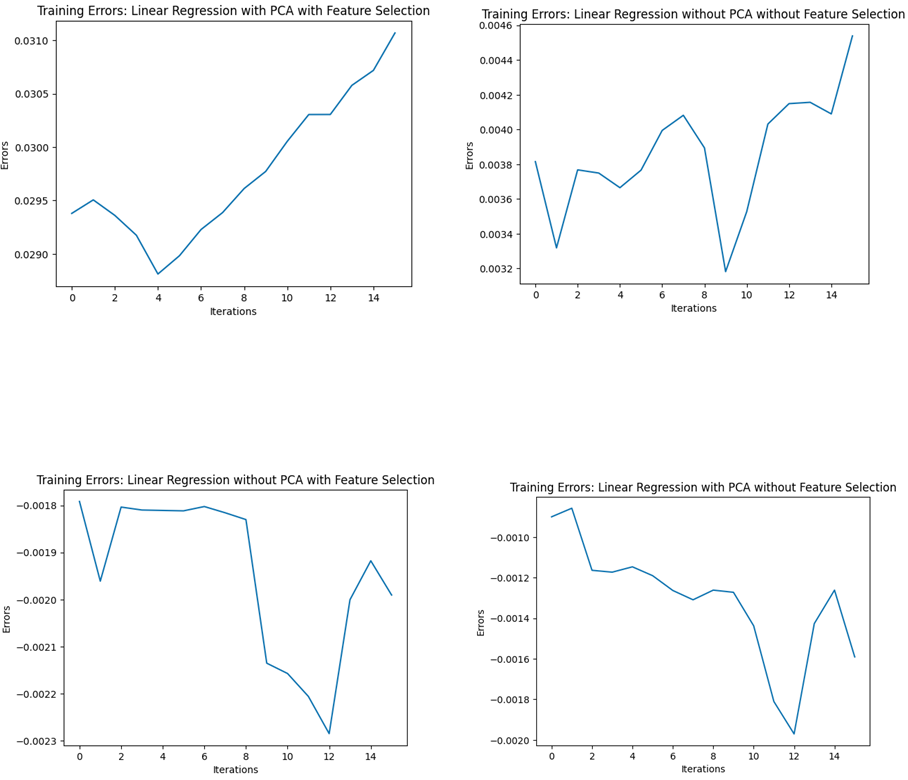 Training Errors: Linear Regression with PCA with Feature Selection
0.0310
0.0305
0.0300
0.0295
0.0290
Errors
0 2 4 6 8 10 12 14
Iterations
Training Errors: Linear Regression without PCA without Feature Selection
0.0046
0.0044
0.0042
0.0040
0.0038
0.0036
0.0034
0.0032
Errors
0 2 4 6 8 10 12 14
Iterations
Training Errors: Linear Regression without PCA with Feature Selection
−0.0018
−0.0019
−0.0020
−0.0021
−0.0022
−0.0023
Errors
0 2 4 6 8 10 12 14
Iterations
Training Errors: Linear Regression with PCA without Feature Selection
−0.0010
−0.0012
−0.0014
−0.0016
−0.0018
−0.0020
Errors
0 2 4 6 8 10 12 14
Iterations